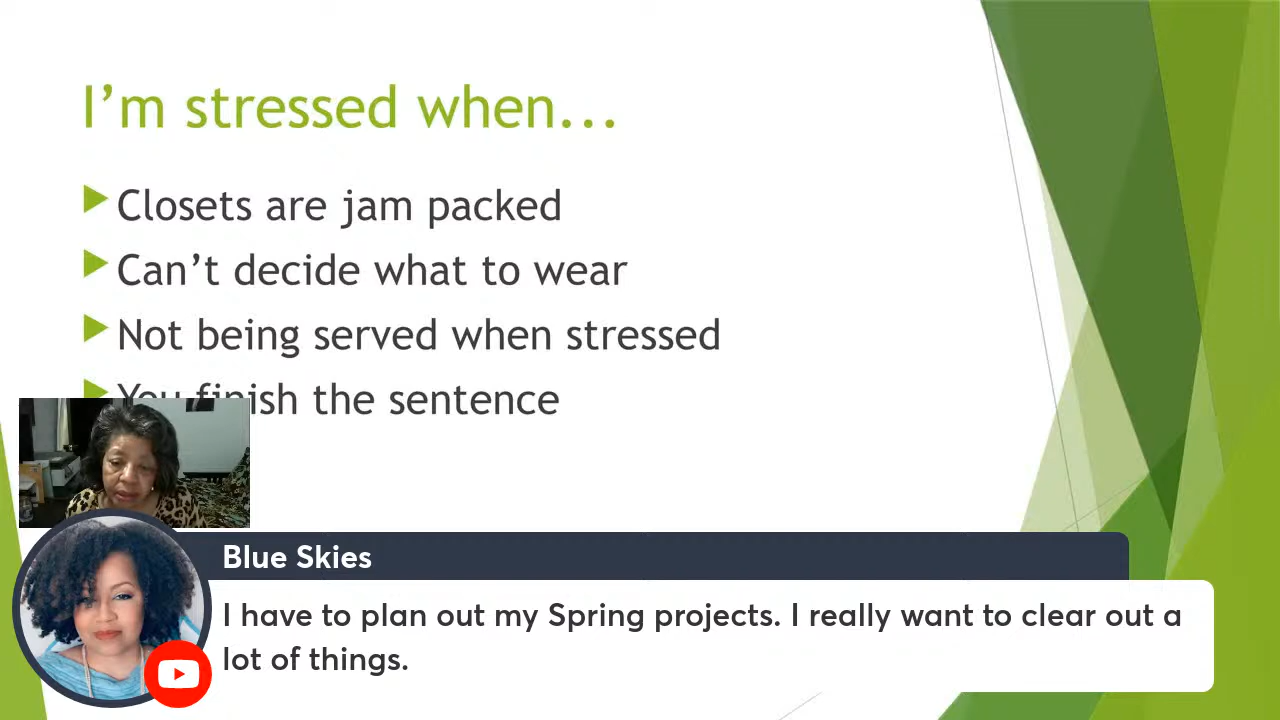 I’m stressed when...
Closets are jam packed
Can’t decide what to wear
Not being served when stressed
You finish the sentence
Blue Skies
I have to plan out my Spring projects. I really want to clear out a
lot of things.